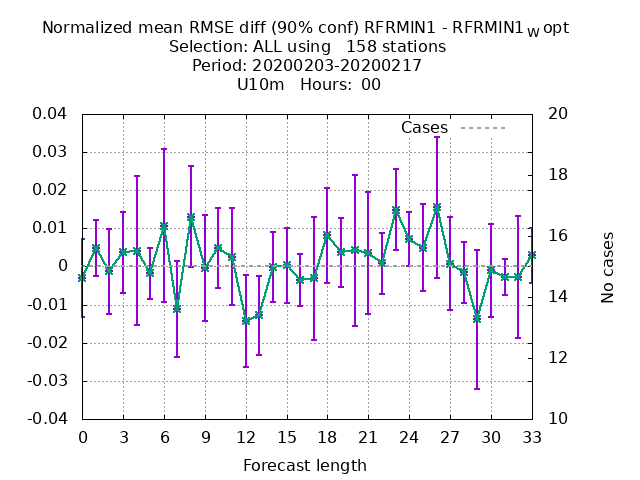 Normalized mean RMSE diff (90% conf) RFRMIN1 - RFRMIN1_W opt
Selection: ALL using 158 stations
Period: 20200203-20200217
U10m Hours: 00
Cases
0.04
0.03
0.02
0.01
0
-0.01
-0.02
-0.03
-0.04
20
18
16
14
12
10
No cases
0 3 6 9 12 15 18 21 24 27 30 33
Forecast length